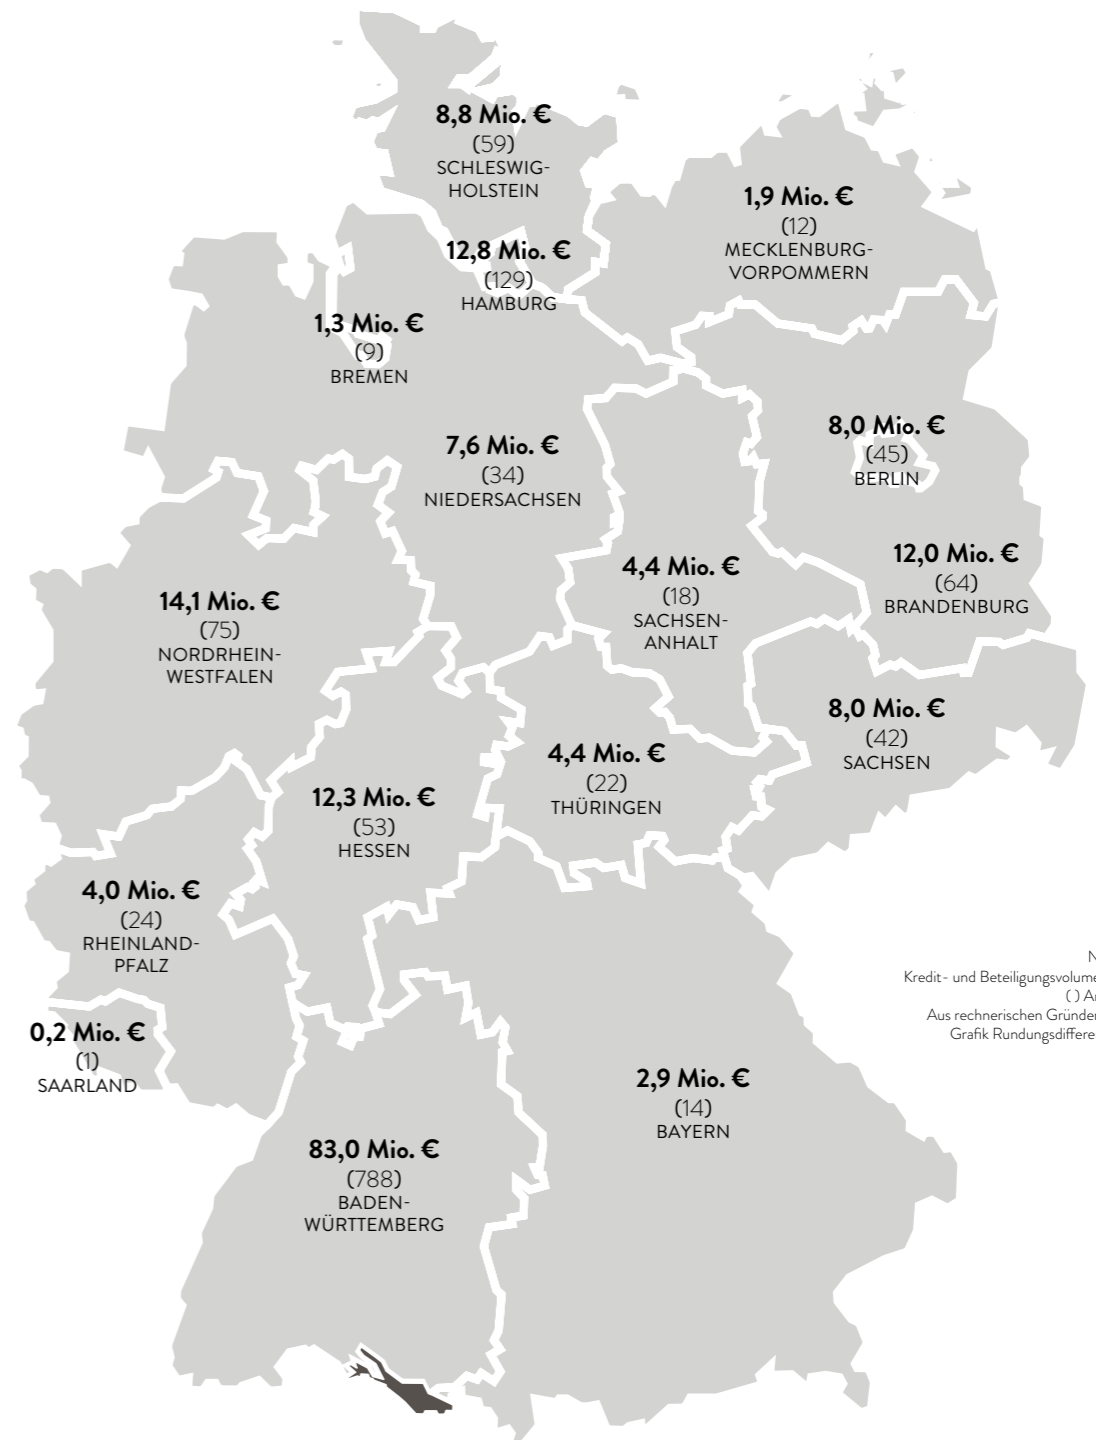 8,8 Mio. €
(59)
SCHLESWIG-
HOLSTEIN
1,9 Mio. €
(12)
MECKLENBURG-
VORPOMMERN
12,8 Mio. €
(129)
HAMBURG
1,3 Mio. €
(9)
BREMEN
8,0 Mio. €
(45)
BERLIN
7,6 Mio. €
(34)
NIEDERSACHSEN
12,0 Mio. €
(64)
BRANDENBURG
4,4 Mio. €
(18)
SACHSEN-
ANHALT
14,1 Mio. €
(75)
NORDRHEIN-
WESTFALEN
8,0 Mio. €
(42)
SACHSEN
4,4 Mio. €
(22)
THÜRINGEN
12,3 Mio. €
(53)
HESSEN
4,0 Mio. €
(24)
RHEINLAND-
PFALZ
N
Kredit- und Beteiligungsvolume
( ) A
Aus rechnerischen Gründe
Grafik Rundungsdiffere
0,2 Mio. €
(1)
SAARLAND
2,9 Mio. €
(14)
BAYERN
83,0 Mio. €
(788)
BADEN-
WÜRTTEMBERG